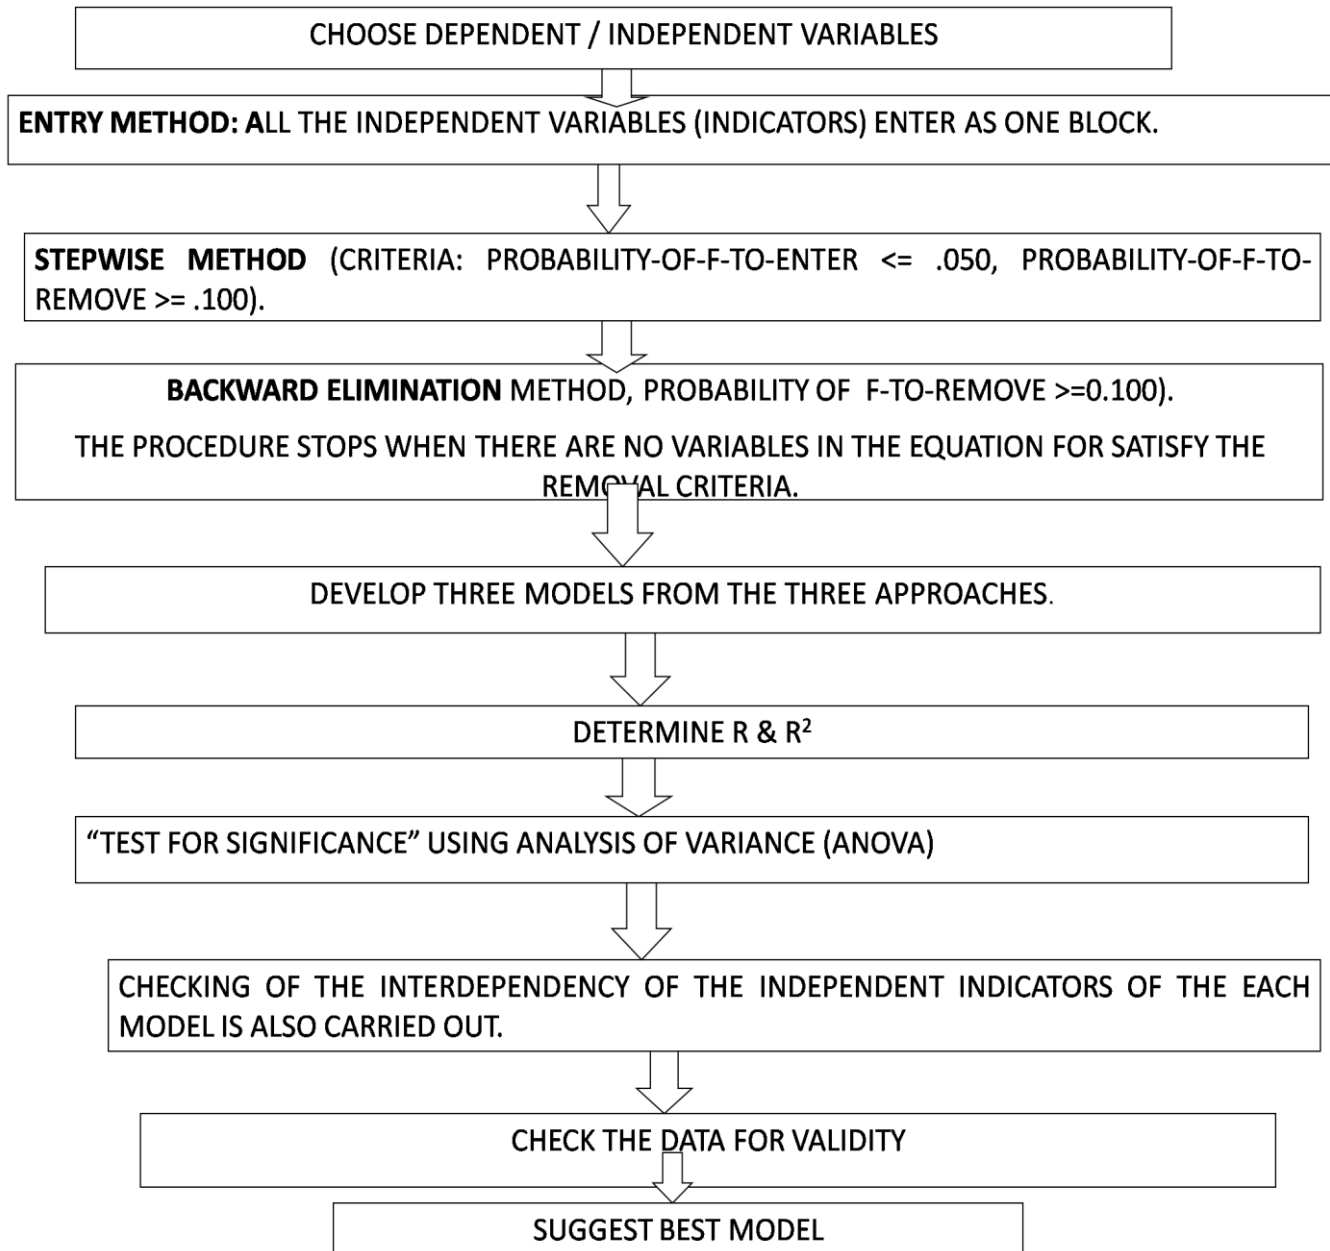 CHOOSE DEPENDENT / INDEPENDENT VARIABLES
ENTRY METHOD: ALL THE INDEPENDENT VARIABLES (INDICATORS) ENTER AS ONE BLOCK.
STEPWISE METHOD (CRITERIA: PROBABILITY-OF-F-TO-ENTER <= .050, PROBABILITY-OF-F-TO-
REMOVE >= .100).
BACKWARD ELIMINATION METHOD, PROBABILITY OF F-TO-REMOVE >=0.100).
THE PROCEDURE STOPS WHEN THERE ARE NO VARIABLES IN THE EQUATION FOR SATISFY THE
REMOVAL CRITERIA.
DEVELOP THREE MODELS FROM THE THREE APPROACHES.
DETERMINE R & R²
“TEST FOR SIGNIFICANCE” USING ANALYSIS OF VARIANCE (ANOVA)
CHECKING OF THE INTERDEPENDENCY OF THE INDEPENDENT INDICATORS OF THE EACH
MODEL IS ALSO CARRIED OUT.
CHECK THE DATA FOR VALIDITY
SUGGEST BEST MODEL